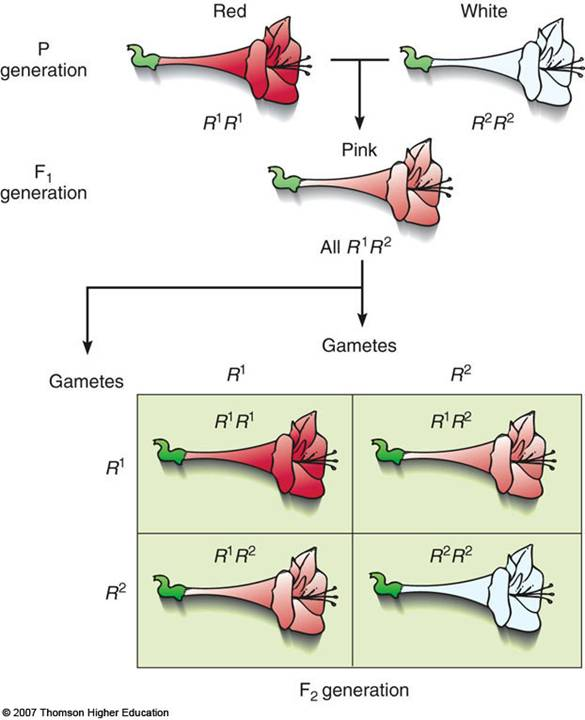 Red
White
P
generation
R¹R¹
R²R²
Pink
F₁
generation
All R¹R²
Gametes
Gametes
R¹
R²
R¹R¹
R¹R²
R¹
R¹R²
R²R²
R²
F₂ generation
© 2007 Thomson Higher Education